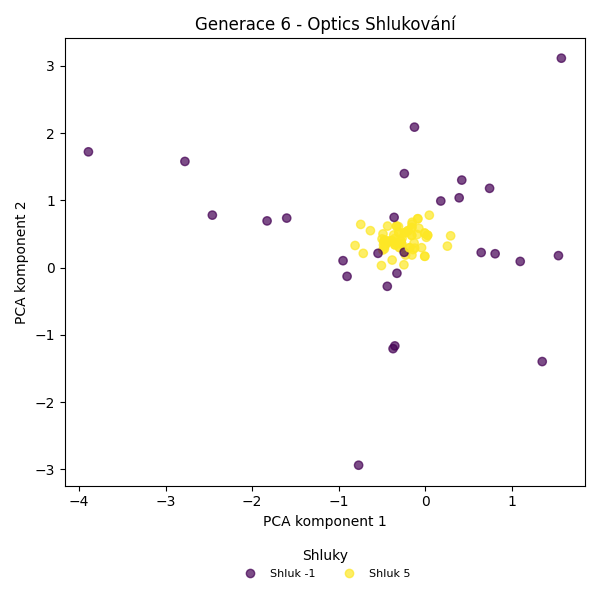 Generace 6 - Optics Shlukování
3
2
1
0
−1
−2
−3
PCA komponent 2
−4
−3
−2
−1
0
1
PCA komponent 1
Shluky
Shluk -1
Shluk 5